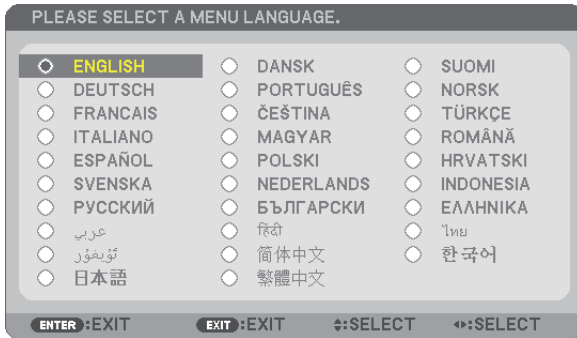 PLEASE SELECT A MENU LANGUAGE.
ENGLISH DANSK SUOMI
DEUTSCH PORTUGUÊS NORSK
FRANCAIS ČEŠTINA TÜRKÇE
ITALIANO MAGYAR ROMÂNĂ
ESPAÑOL POLSKI HRVATSKI
SVENSKA NEDERLANDS INDONESIA
РУССКИЙ БЪЛГАРСКИ ΕΛΛΗΝΙΚΑ
عربي हिंदी ไทย
ئۇيغۇر 简体中文 한국어
日本語 繁體中文
ENTER:EXIT EXIT:EXIT :SELECT :SELECT